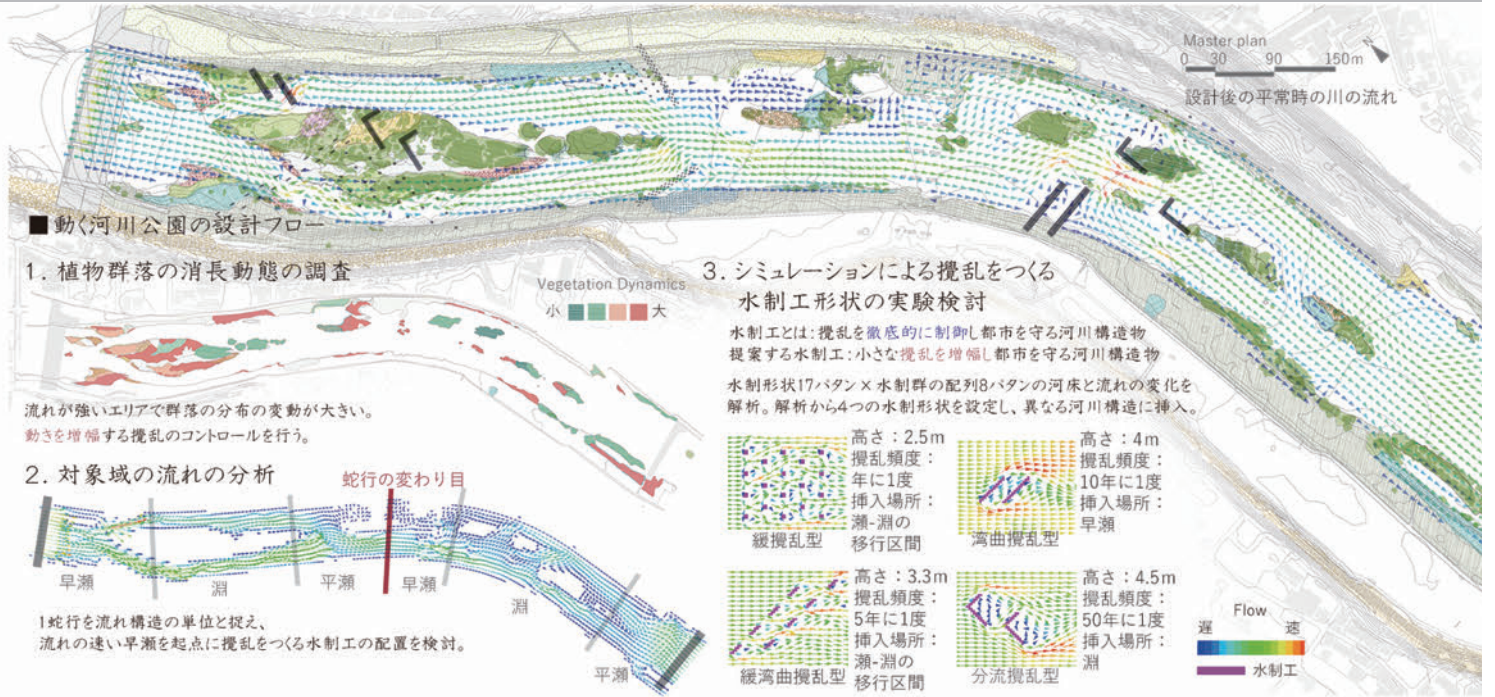 Master plan
0 30 90 150m
N
設計後の平常時の川の流れ
■動く河川公園の設計フロー
1. 植物群落の消長動態の調査
Vegetation Dynamics
小 大
流れが強いエリアで群落の分布の変動が大きい。
動きを増幅する攪乱のコントロールを行う。
2. 対象域の流れの分析
蛇行の変わり目
早瀬
淵
平瀬
早瀬
淵
平瀬
1蛇行を流れ構造の単位と捉え、
流れの速い早瀬を起点に攪乱をつくる水制工の配置を検討。
3. シミュレーションによる攪乱をつくる
水制工形状の実験検討
水制工とは:攪乱を徹底的に制御し都市を守る河川構造物
提案する水制工:小さな攪乱を増幅し都市を守る河川構造物
水制形状17パタン×水制群の配列8パタンの河床と流れの変化を
解析。解析から4つの水制形状を設定し、異なる河川構造に挿入。
高さ:2.5m
攪乱頻度:
年に1度
挿入場所:
瀬-淵の
移行区間
緩攪乱型
高さ:4m
攪乱頻度:
10年に1度
挿入場所:
早瀬
湾曲攪乱型
高さ:3.3m
攪乱頻度:
5年に1度
挿入場所:
瀬-淵の
移行区間
緩湾曲攪乱型
高さ:4.5m
攪乱頻度:
50年に1度
挿入場所:
淵
分流攪乱型
Flow
遅 速
水制工